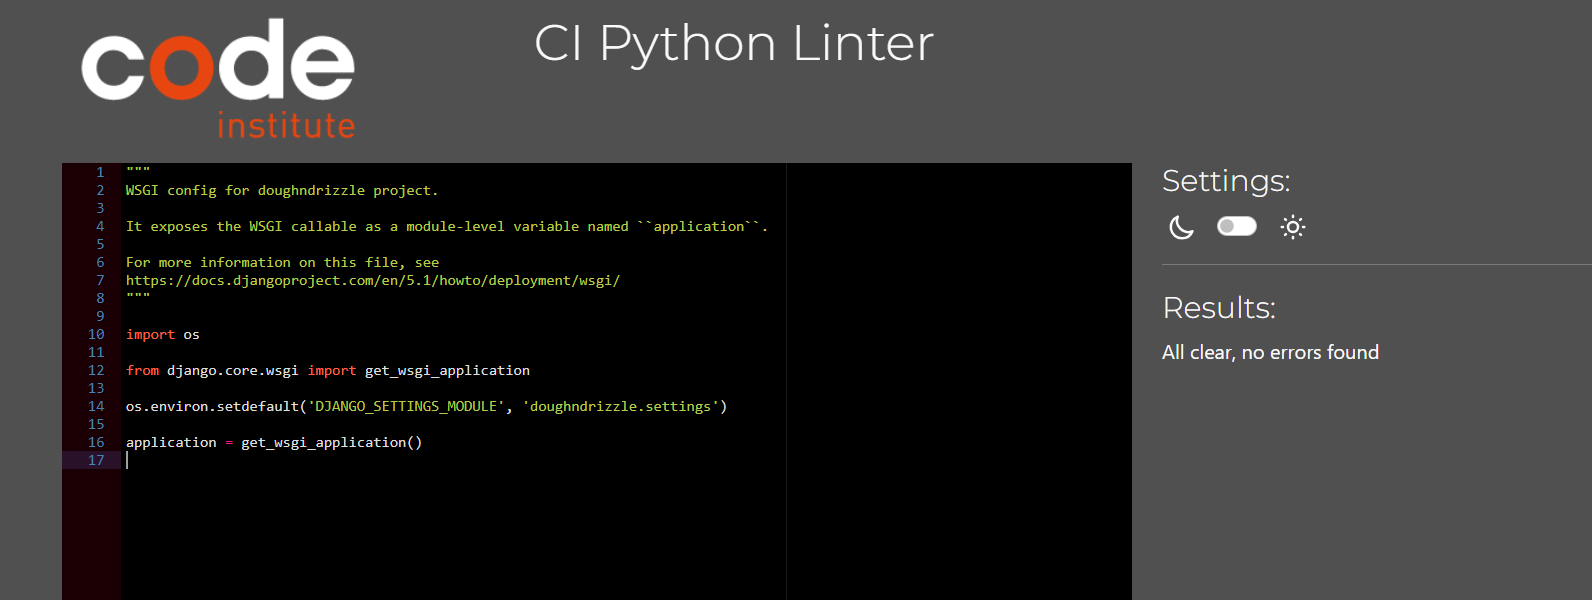 code
institute
CI Python Linter
1 """
2 WSGI config for doughndrizzle project.
3
4 It exposes the WSGI callable as a module-level variable named ``application``.
5
6 For more information on this file, see
7 https://docs.djangoproject.com/en/5.1/howto/deployment/wsgi/
8 """
9
10 import os
11
12 from django.core.wsgi import get_wsgi_application
13
14 os.environ.setdefault('DJANGO_SETTINGS_MODULE', 'doughndrizzle.settings')
15
16 application = get_wsgi_application()
17
Settings:
Results:
All clear, no errors found